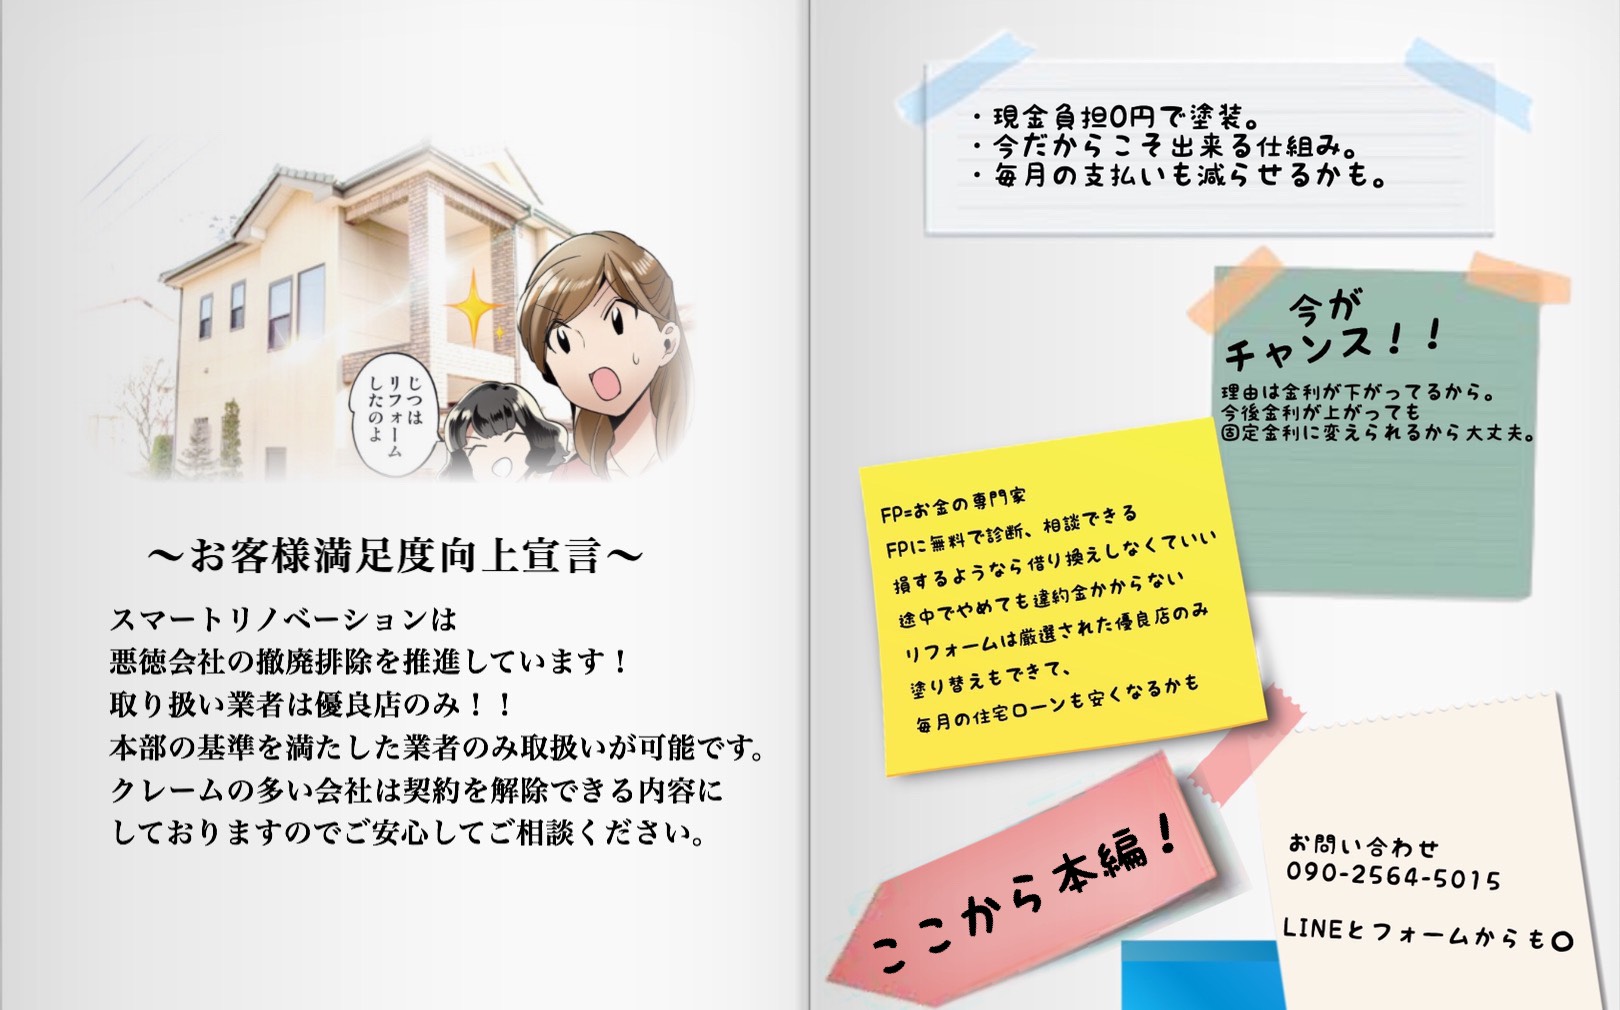 じつは
リフォーム
したのよ
〜お客様満足度向上宣言〜
スマートリノベーションは
悪徳会社の撤廃排除を推進しています！
取り扱い業者は優良店のみ！！
本部の基準を満たした業者のみ取扱いが可能です。
クレームの多い会社は契約を解除できる内容に
しておりますのでご安心してご相談ください。
・現金負担0円で塗装。
・今だからこそ出来る仕組み。
・毎月の支払いも減らせるかも。
今が
チャンス！！
理由は金利が下がってるから。
今後金利が上がっても
固定金利に変えられるから大丈夫。
FP=お金の専門家
FPに無料で診断、相談できる
損するようなら借り換えしなくていい
途中でやめても違約金かからない
リフォームは厳選された優良店のみ
塗り替えもできて、
毎月の住宅ローンも安くなるかも
ここから本編！
お問い合わせ
090-2564-5015
LINEとフォームからも〇